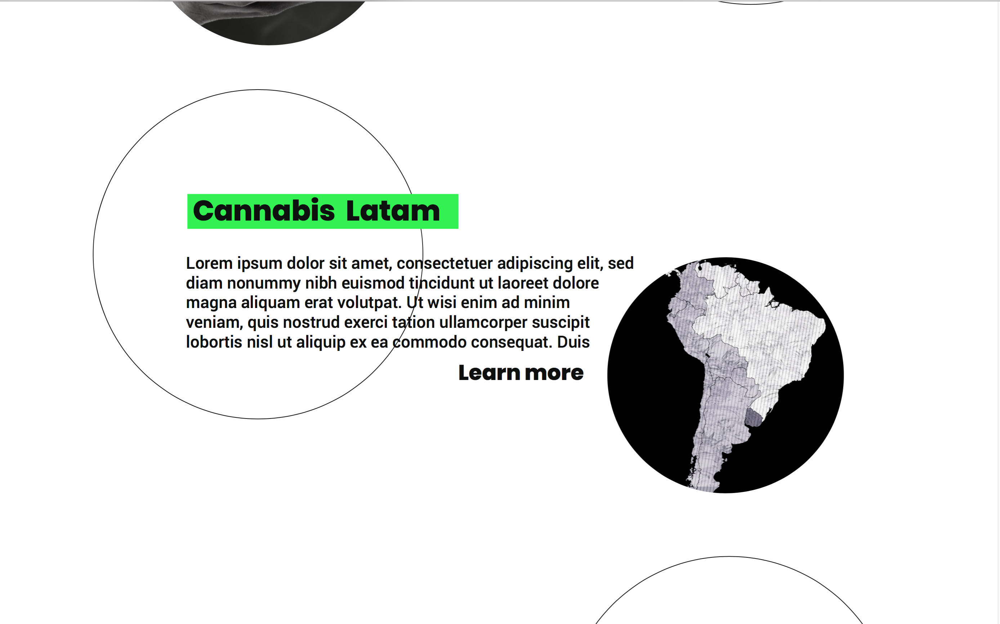 Cannabis Latam
Lorem ipsum dolor sit amet, consectetuer adipiscing elit, sed
diam nonummy nibh euismod tincidunt ut laoreet dolore
magna aliquam erat volutpat. Ut wisi enim ad minim
veniam, quis nostrud exerci tation ullamcorper suscipit
lobortis nisl ut aliquip ex ea commodo consequat. Duis
Learn more